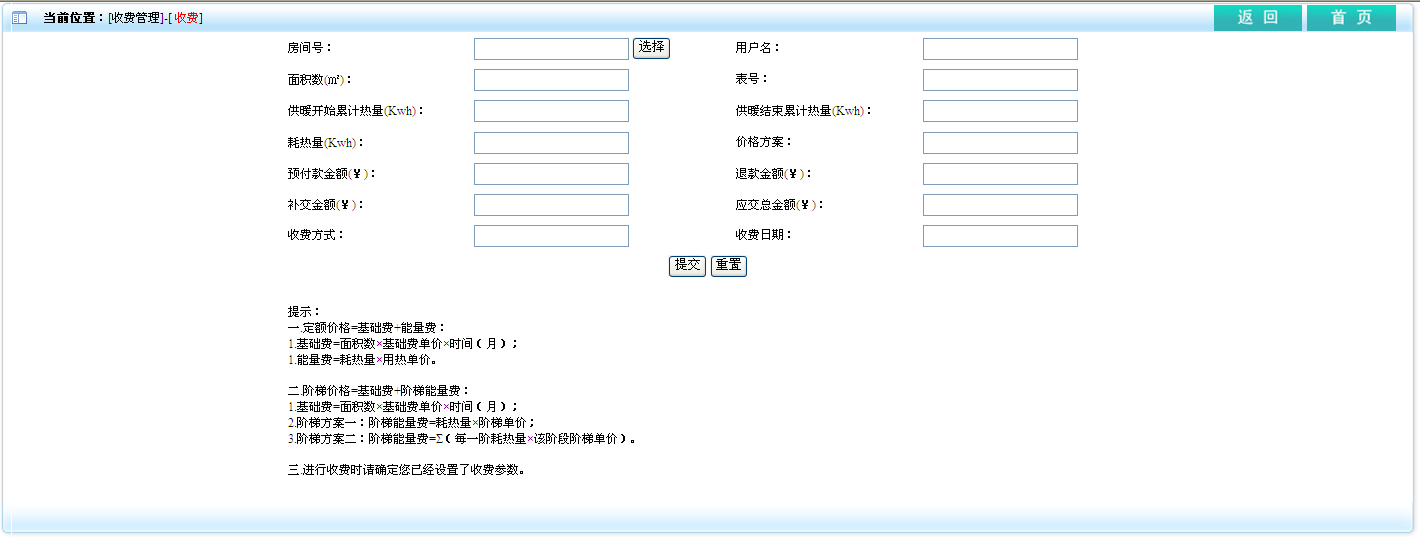 当前位置：[收费管理]-[ 收费]
返 回
首 页
房间号：
选择
用户名：
面积数(m²)：
表号：
供暖开始累计热量(Kwh)：
供暖结束累计热量(Kwh)：
耗热量(Kwh)：
价格方案：
预付款金额(￥)：
退款金额(￥)：
补交金额(￥)：
应交总金额(￥)：
收费方式：
收费日期：
提交
重置
提示：
一.定额价格=基础费+能量费：
1.基础费=面积数×基础费单价×时间（月）；
1.能量费=耗热量×用热单价。
二.阶梯价格=基础费+阶梯能量费：
1.基础费=面积数×基础费单价×时间（月）；
2.阶梯方案一：阶梯能量费=耗热量×阶梯单价；
3.阶梯方案二：阶梯能量费=Σ（每一阶耗热量×该阶段阶梯单价）。
三.进行收费时请确定您已经设置了收费参数。